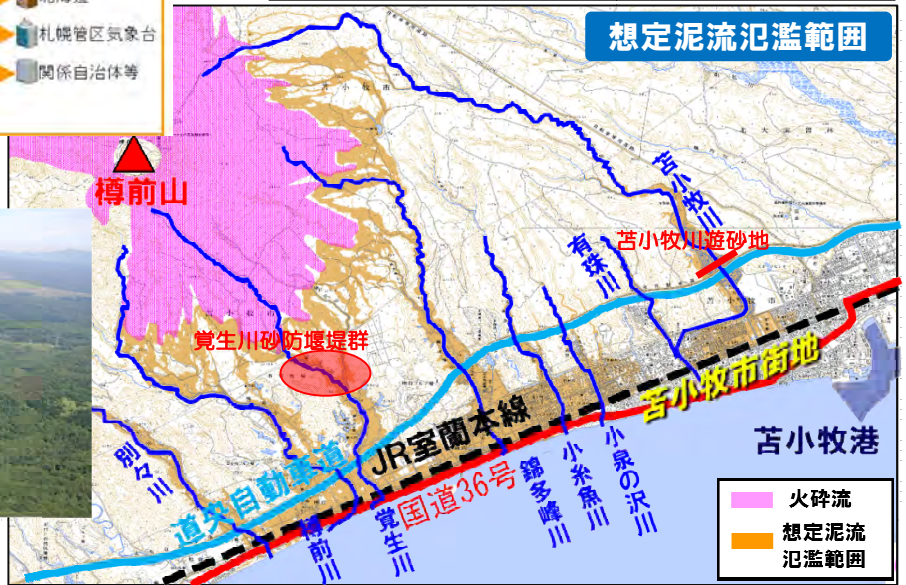 札幌管区気象台
関係自治体等
想定泥流氾濫範囲
樽前山
苫小牧川
苫小牧川遊砂地
有珠川
覚生川砂防堰堤群
苫小牧市街地
苫小牧港
JR室蘭本線
道央自動車道
国道36号
別々川
樽前川
覚生川
錦多峰川
小糸魚川
小泉の沢川
火砕流
想定泥流
氾濫範囲